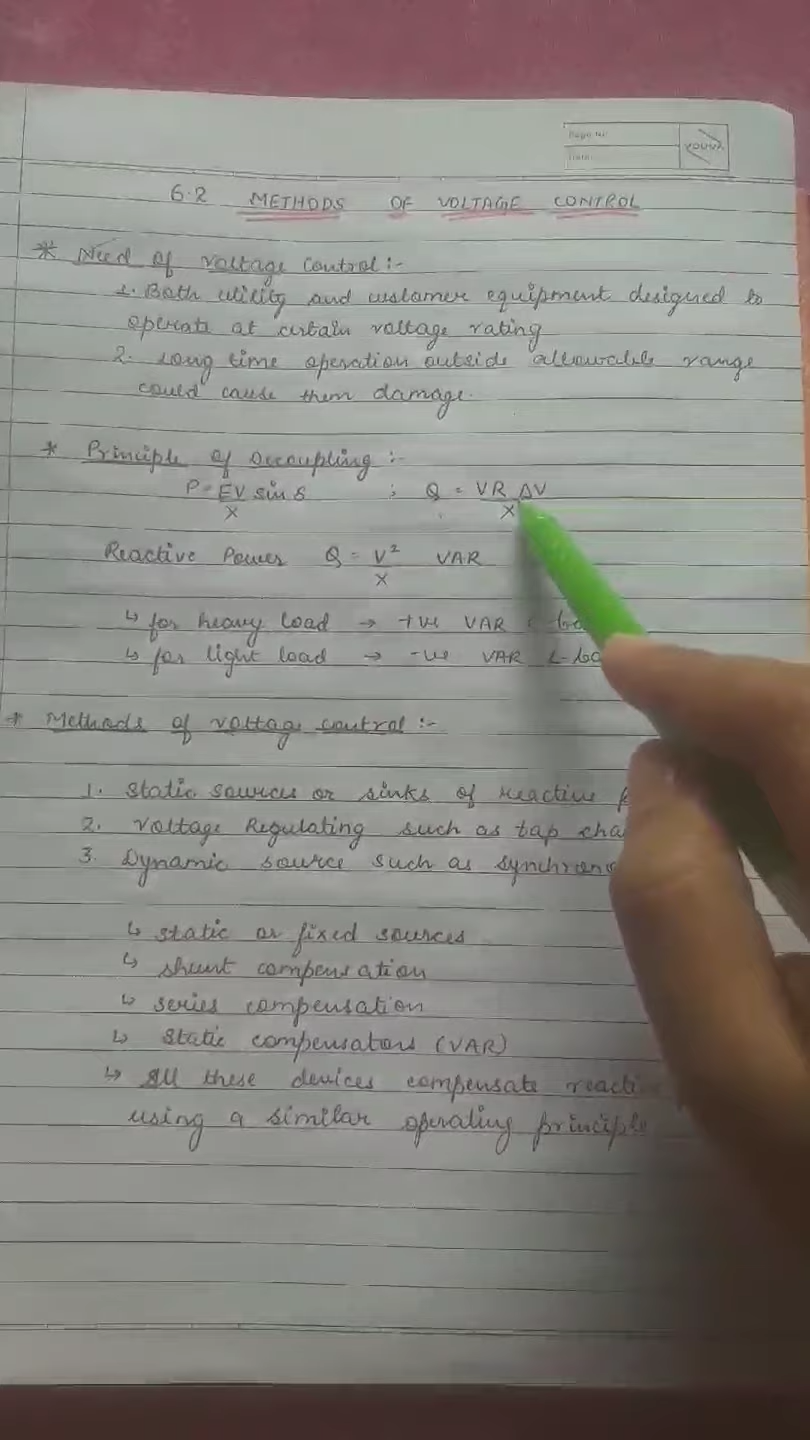 Page No.
Date:
YOUVA
6.2 METHODS OF VOLTAGE CONTROL
* Need of voltage control :-
1. Both utility and customer equipment designed to
operate at certain voltage rating
2. Long time operation outside allowable range
could cause them damage.
* Principle of Decoupling :-
P = EV/X sin δ ; Q = VR/X ΔV
Reactive Power Q = V²/X VAR
↳ for heavy load → +ve VAR
↳ for light load → -ve VAR
* Methods of voltage control :-
1. Static sources or sinks of reactive
2. Voltage Regulating such as tap
3. Dynamic source such as
↳ static or fixed sources
↳ shunt compensation
↳ series compensation
↳ static compensators (VAR)
↳ All these devices compensate
using a similar operating principle